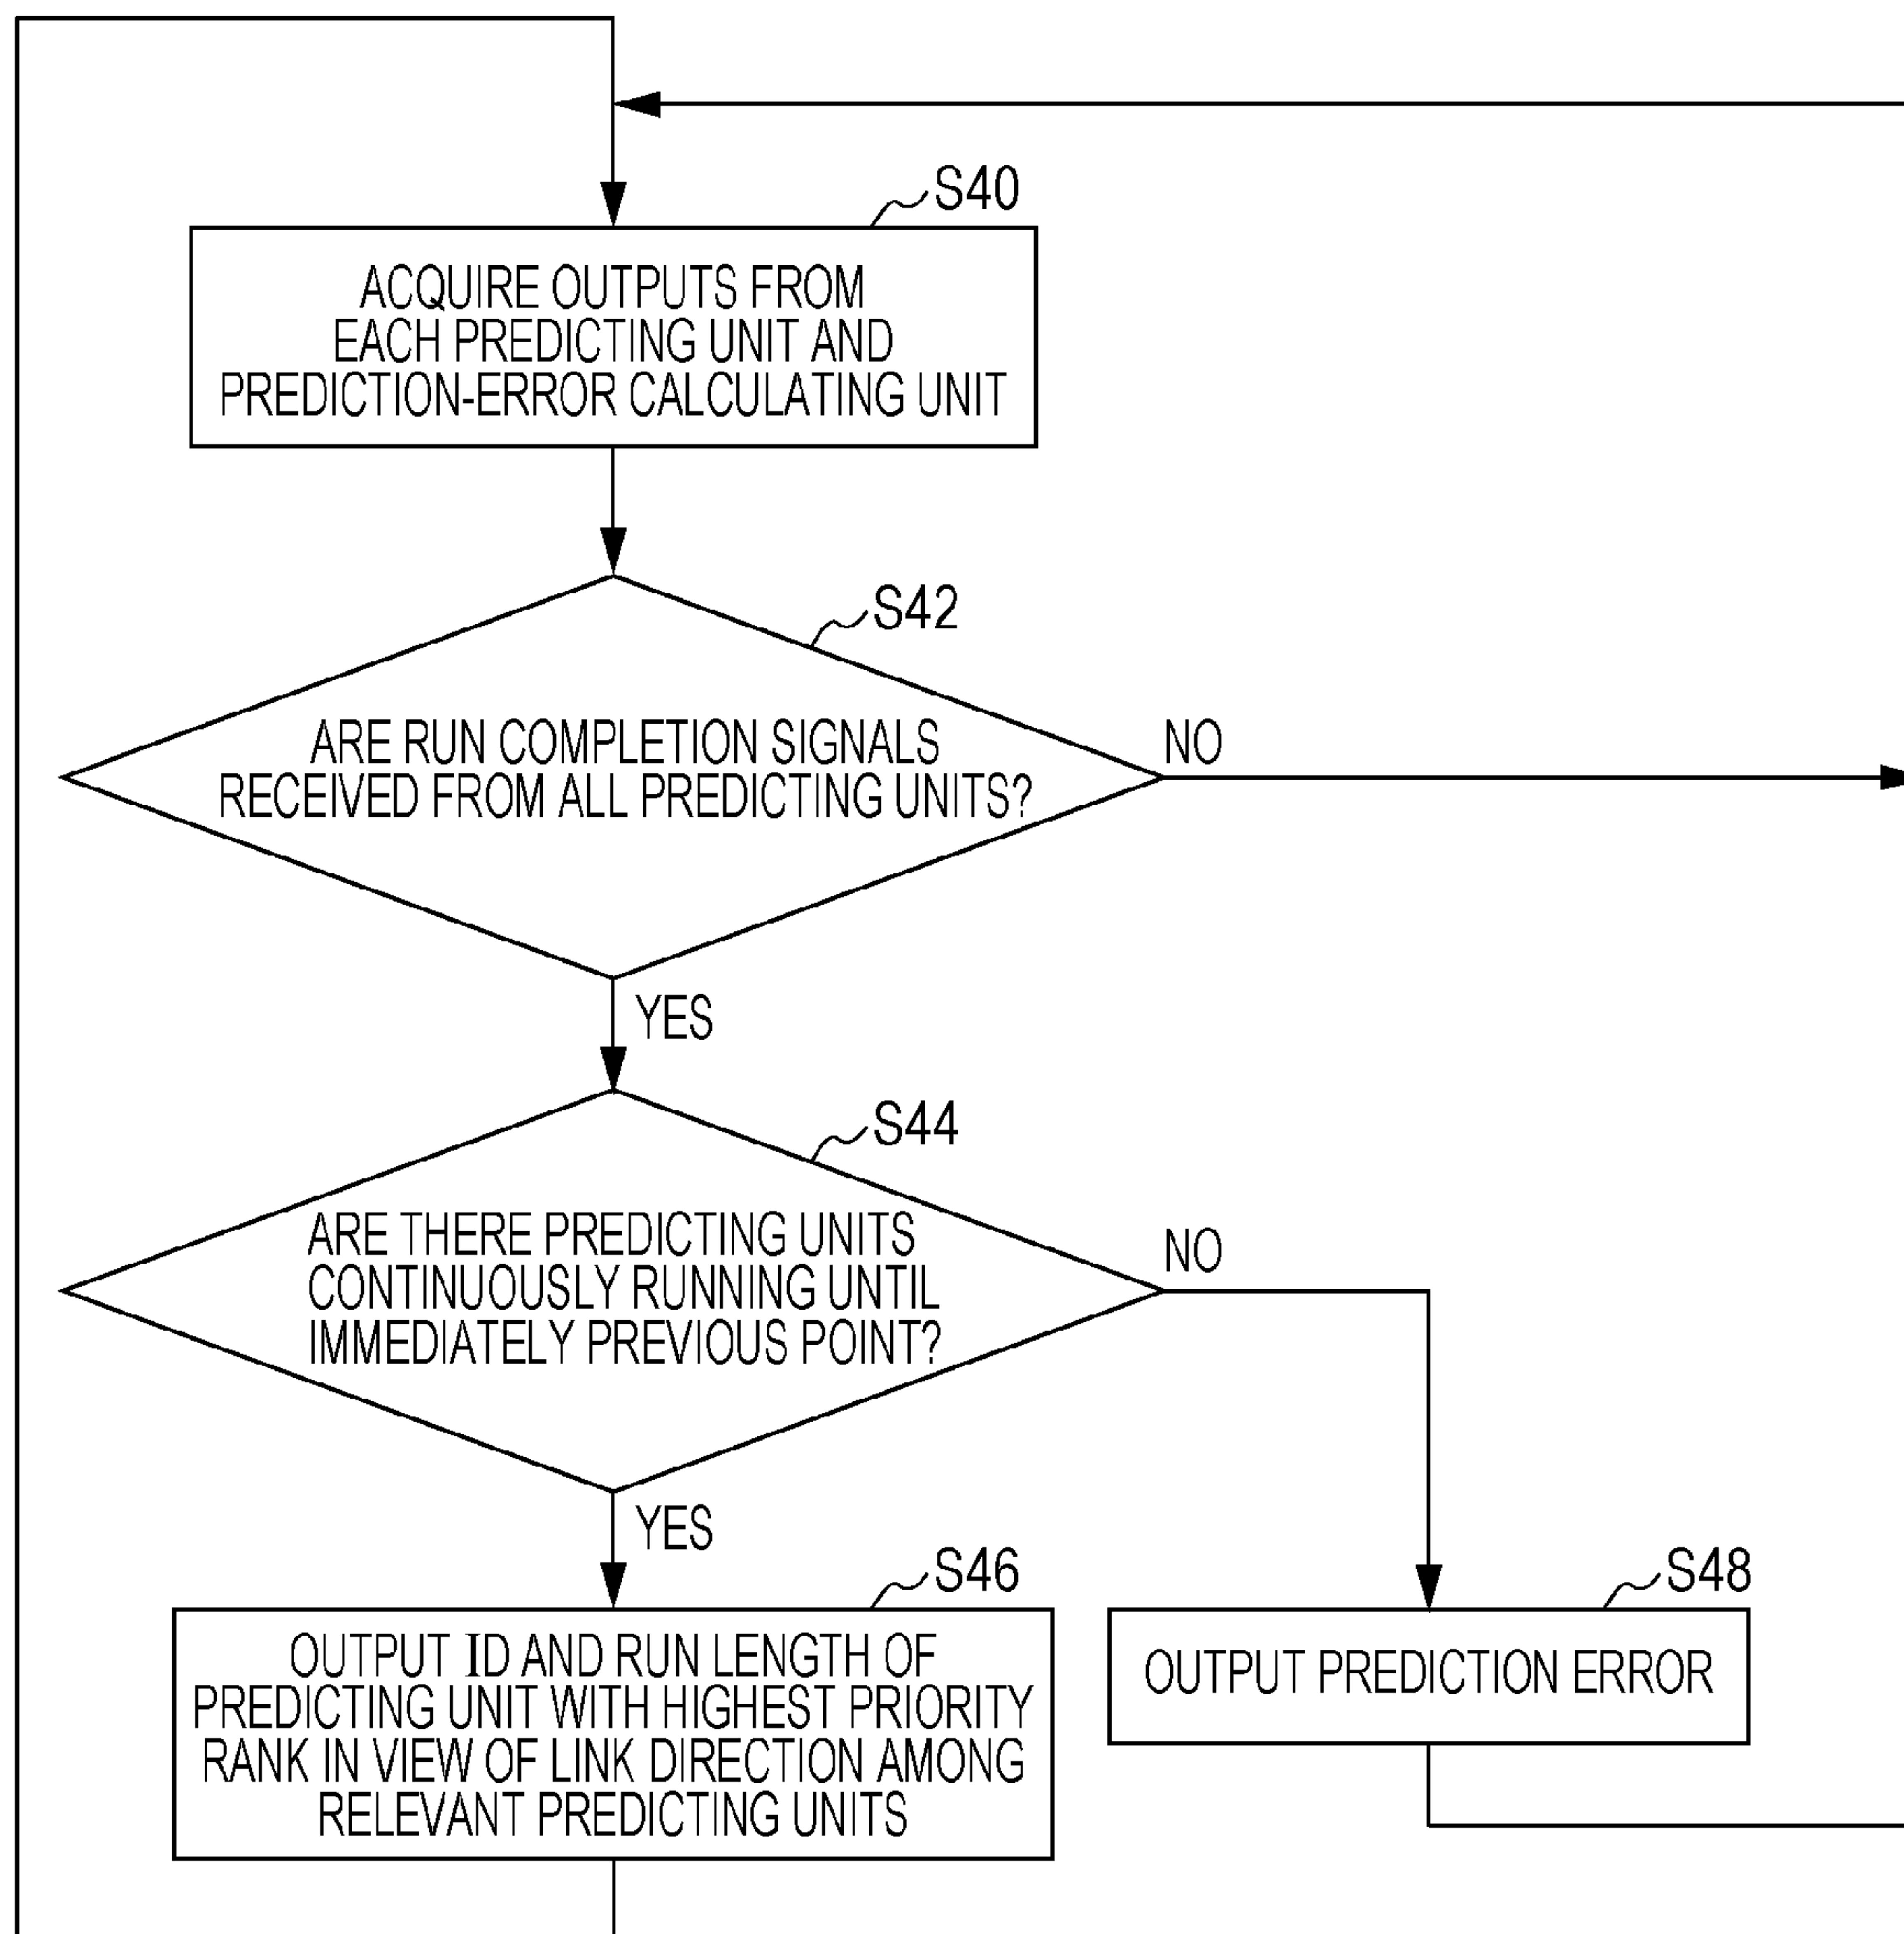 S40
ACQUIRE OUTPUTS FROM
EACH PREDICTING UNIT AND
PREDICTION-ERROR CALCULATING UNIT
S42
ARE RUN COMPLETION SIGNALS
RECEIVED FROM ALL PREDICTING UNITS?
NO
YES
S44
ARE THERE PREDICTING UNITS
CONTINUOUSLY RUNNING UNTIL
IMMEDIATELY PREVIOUS POINT?
NO
YES
S46
OUTPUT ID AND RUN LENGTH OF
PREDICTING UNIT WITH HIGHEST PRIORITY
RANK IN VIEW OF LINK DIRECTION AMONG
RELEVANT PREDICTING UNITS
S48
OUTPUT PREDICTION ERROR